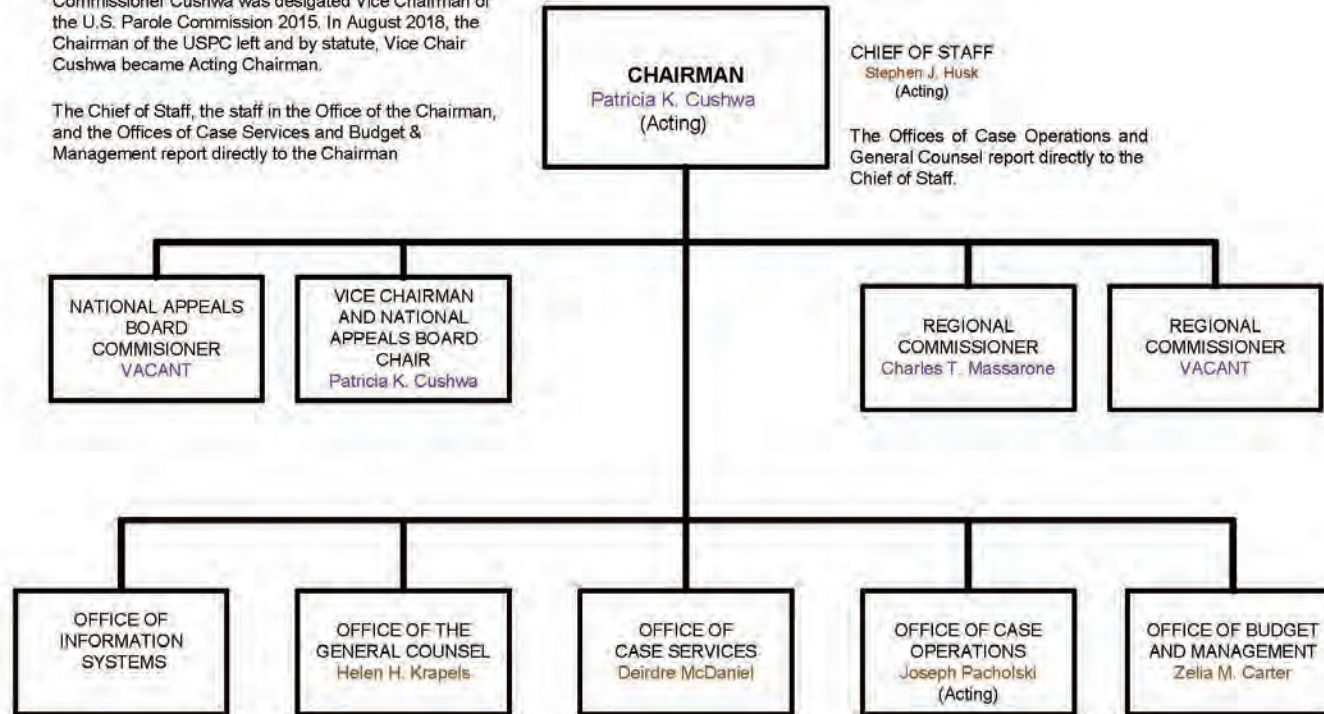 Commissioner Cushwa was desigated Vice Chairman of
the U.S. Parole Commission 2015. In August 2018, the
Chairman of the USPC left and by statute, Vice Chair
Cushwa became Acting Chairman.
The Chief of Staff, the staff in the Office of the Chairman,
and the Offices of Case Services and Budget &
Management report directly to the Chairman
CHAIRMAN
Patricia K. Cushwa
(Acting)
CHIEF OF STAFF
Stephen J. Husk
(Acting)
The Offices of Case Operations and
General Counsel report directly to the
Chief of Staff.
NATIONAL APPEALS
BOARD
COMMISIONER
VACANT
VICE CHAIRMAN
AND NATIONAL
APPEALS BOARD
CHAIR
Patricia K. Cushwa
REGIONAL
COMMISSIONER
Charles T. Massarone
REGIONAL
COMMISSIONER
VACANT
OFFICE OF
INFORMATION
SYSTEMS
OFFICE OF THE
GENERAL COUNSEL
Helen H. Krapels
OFFICE OF
CASE SERVICES
Deirdre McDaniel
OFFICE OF CASE
OPERATIONS
Joseph Pacholski
(Acting)
OFFICE OF BUDGET
AND MANAGEMENT
Zelia M. Carter